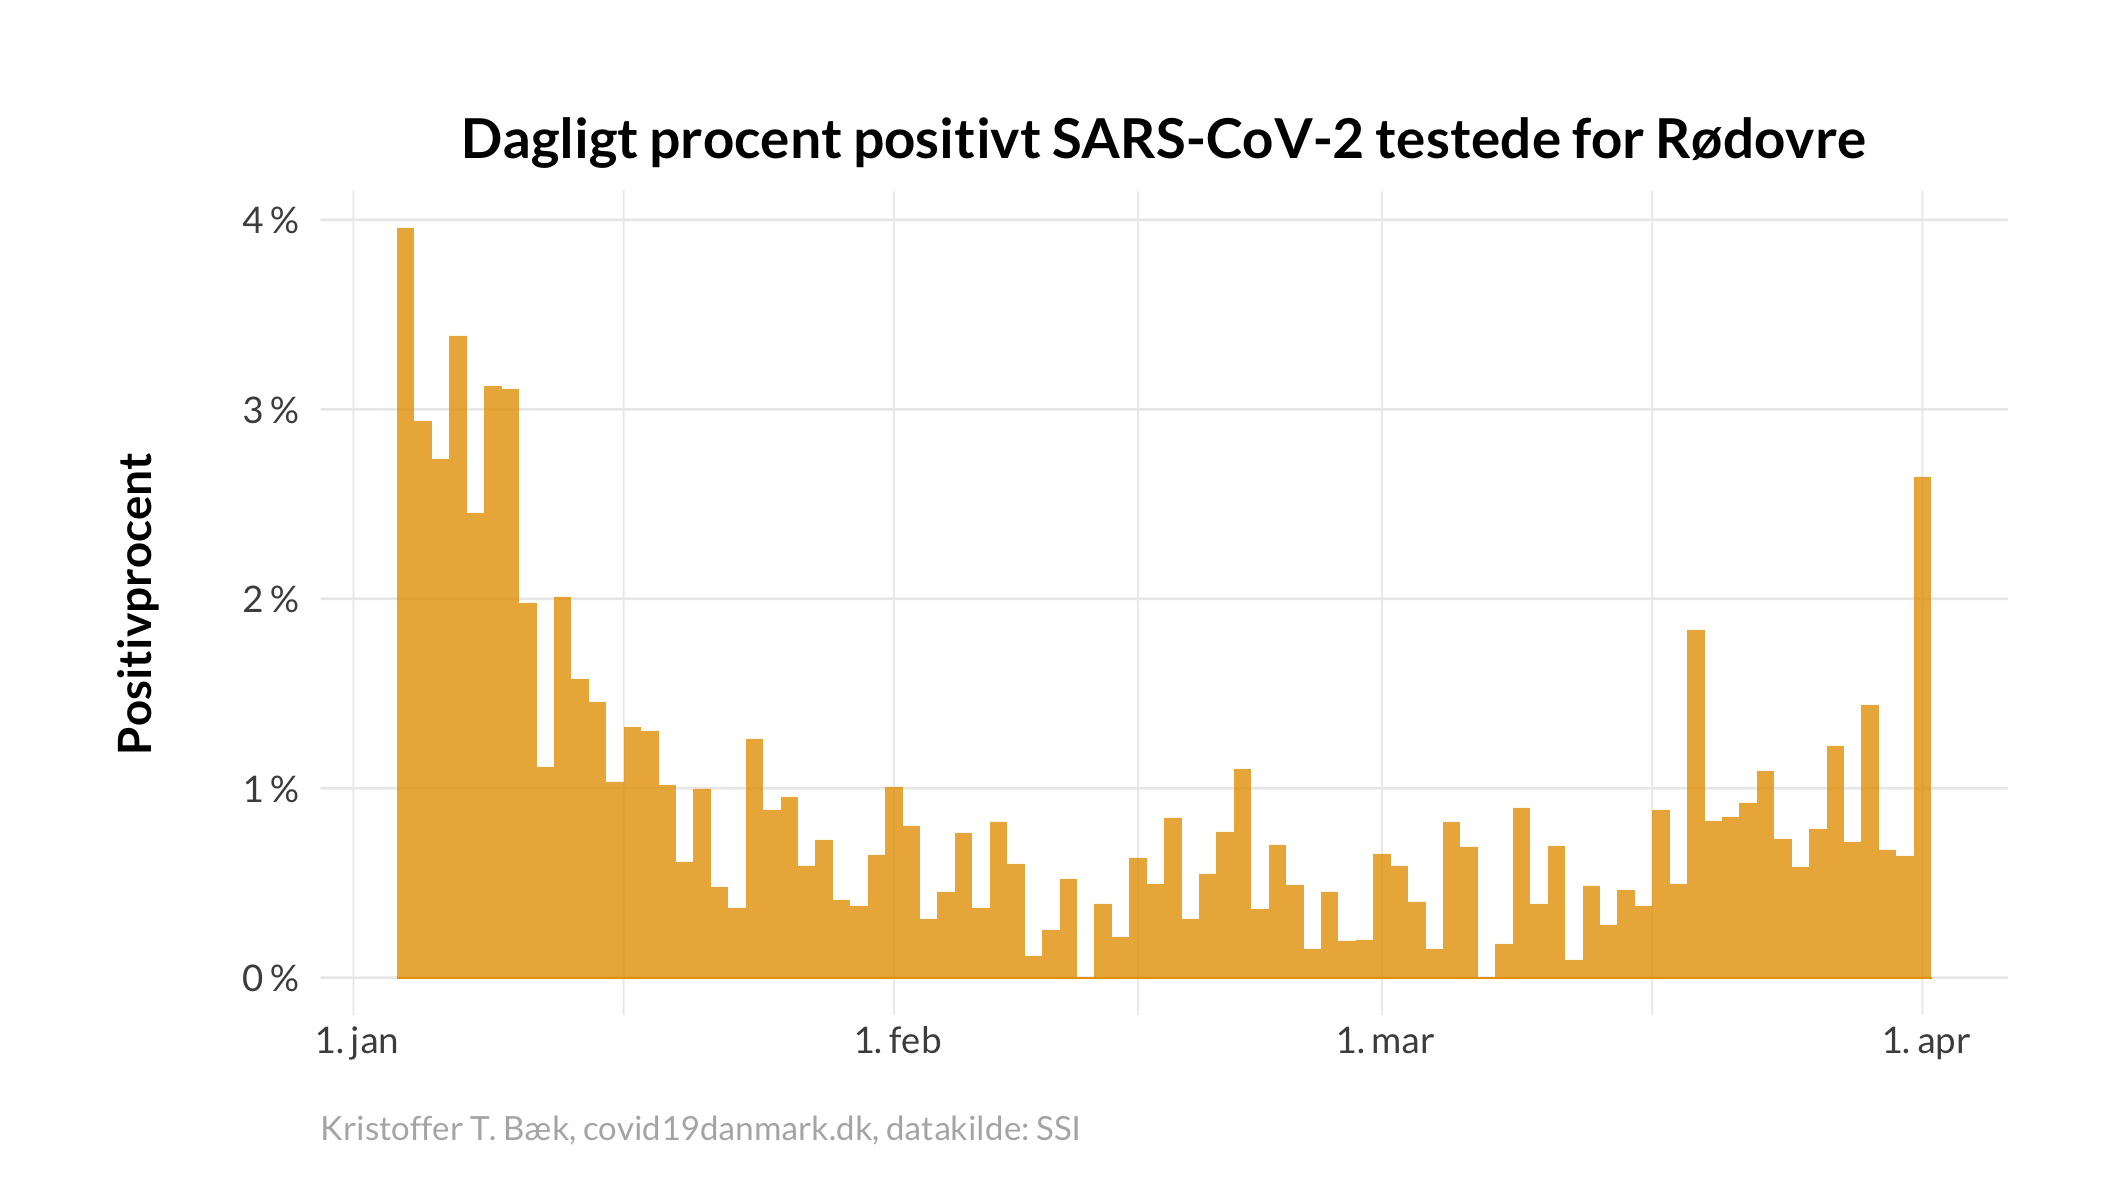 Dagligt procent positivt SARS-CoV-2 testede for Rødovre
Positivprocent
4 %
3 %
2 %
1 %
0 %
1. jan
1. feb
1. mar
1. apr
Kristoffer T. Bæk, covid19danmark.dk, datakilde: SSI